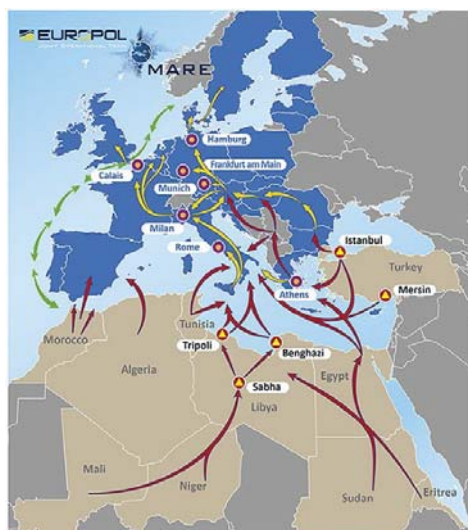 EUROPOL
JOINT OPERATIONAL TEAM
MARE
Hamburg
Frankfurt am Main
Calais
Munich
Milan
Rome
Istanbul
Athens
Turkey
Mersin
Morocco
Tunisia
Tripoli
Benghazi
Algeria
Sabha
Egypt
Libya
Mali
Niger
Sudan
Eritrea